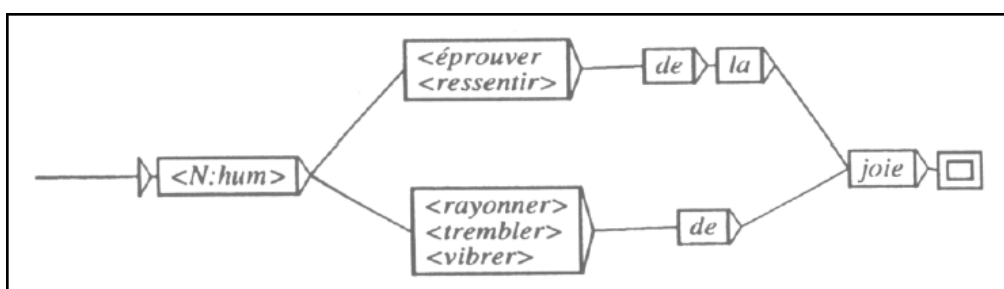 <N:hum>
<éprouver
<ressentir>
de
la
<rayonner>
<trembler>
<vibrer>
de
joie